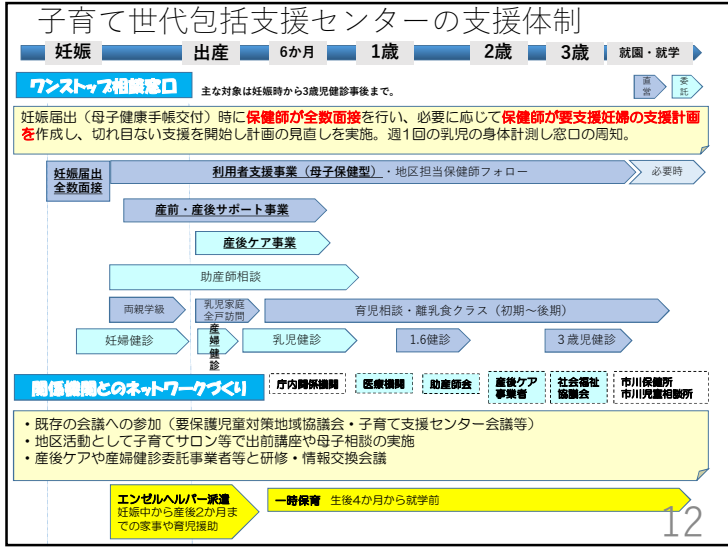 子育て世代包括支援センターの支援体制
妊娠
出産
6か月
1歳
2歳
3歳
就園・就学
ワンストップ相談窓口
主な対象は妊娠時から3歳児健診事後まで。
直営
委託
妊娠届出（母子健康手帳交付）時に保健師が全数面接を行い、必要に応じて保健師が要支援妊婦の支援計画
を作成し、切れ目ない支援を開始し計画の見直しを実施。週1回の乳児の身体計測し窓口の周知。
妊娠届出
全数面接
利用者支援事業（母子保健型）・地区担当保健師フォロー
必要時
産前・産後サポート事業
産後ケア事業
助産師相談
両親学級
乳児家庭
全戸訪問
育児相談・離乳食クラス（初期～後期）
妊婦健診
産婦健診
乳児健診
1.6健診
３歳児健診
関係機関とのネットワークづくり
庁内関係機関
医療機関
助産師会
産後ケア
事業者
社会福祉
協議会
市川保健所
市川児童相談所
・既存の会議への参加（要保護児童対策地域協議会・子育て支援センター会議等）
・地区活動として子育てサロン等で出前講座や母子相談の実施
・産後ケアや産婦健診委託事業者等と研修・情報交換会議
エンゼルヘルパー派遣
妊娠中から産後2か月ま
での家事や育児援助
一時保育 生後4か月から就学前
12